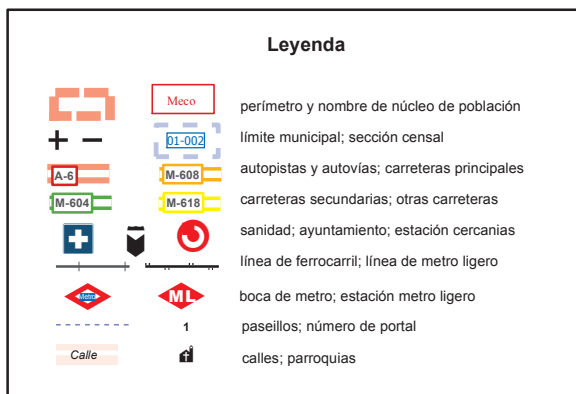 Leyenda
Meco
perímetro y nombre de núcleo de población
01-002
límite municipal; sección censal
A-6 M-608
autopistas y autovías; carreteras principales
M-604 M-618
carreteras secundarias; otras carreteras
sanidad; ayuntamiento; estación cercanias
línea de ferrocarril; línea de metro ligero
Metro ML
boca de metro; estación metro ligero
1
paseillos; número de portal
Calle
calles; parroquias